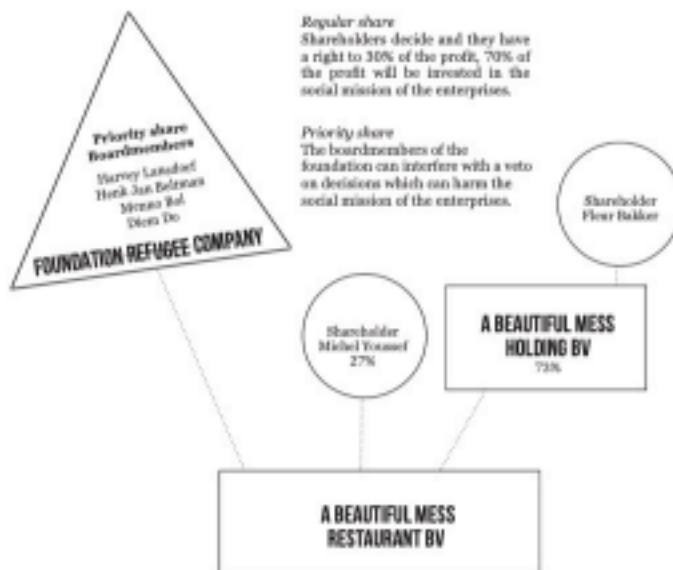 Regular share
Shareholders decide and they have
a right to 30% of the profit, 70% of
the profit will be invested in the
social mission of the enterprises.
Priority share
The boardmembers of the
foundation can interfere with a veto
on decisions which can harm the
social mission of the enterprises.
Priority share
Boardmembers
Harvey
Henk Jan Beltman
Menno Bol
Diem Do
FOUNDATION REFUGEE COMPANY
Shareholder
Fleur Bakker
Shareholder
Michel Youssef
27%
A BEAUTIFUL MESS
HOLDING BV
73%
A BEAUTIFUL MESS
RESTAURANT BV